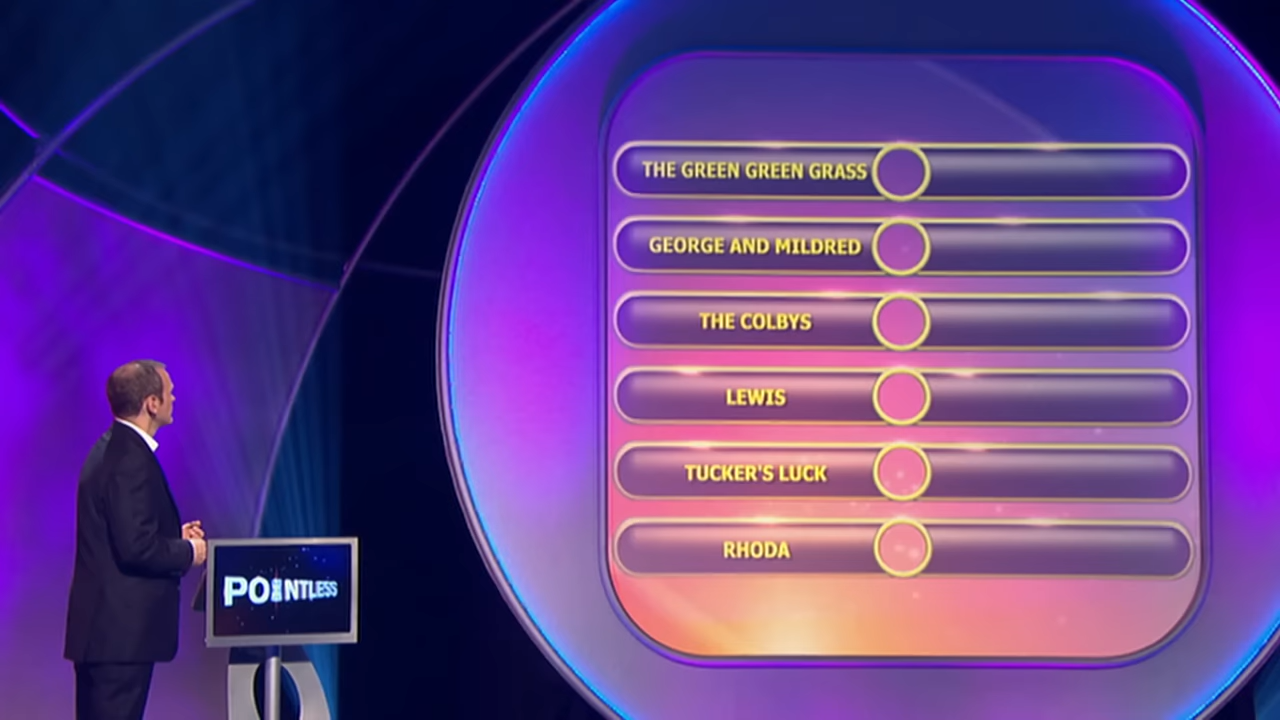 THE GREEN GREEN GRASS
GEORGE AND MILDRED
THE COLBYS
LEWIS
TUCKER'S LUCK
RHODA
POINTLESS